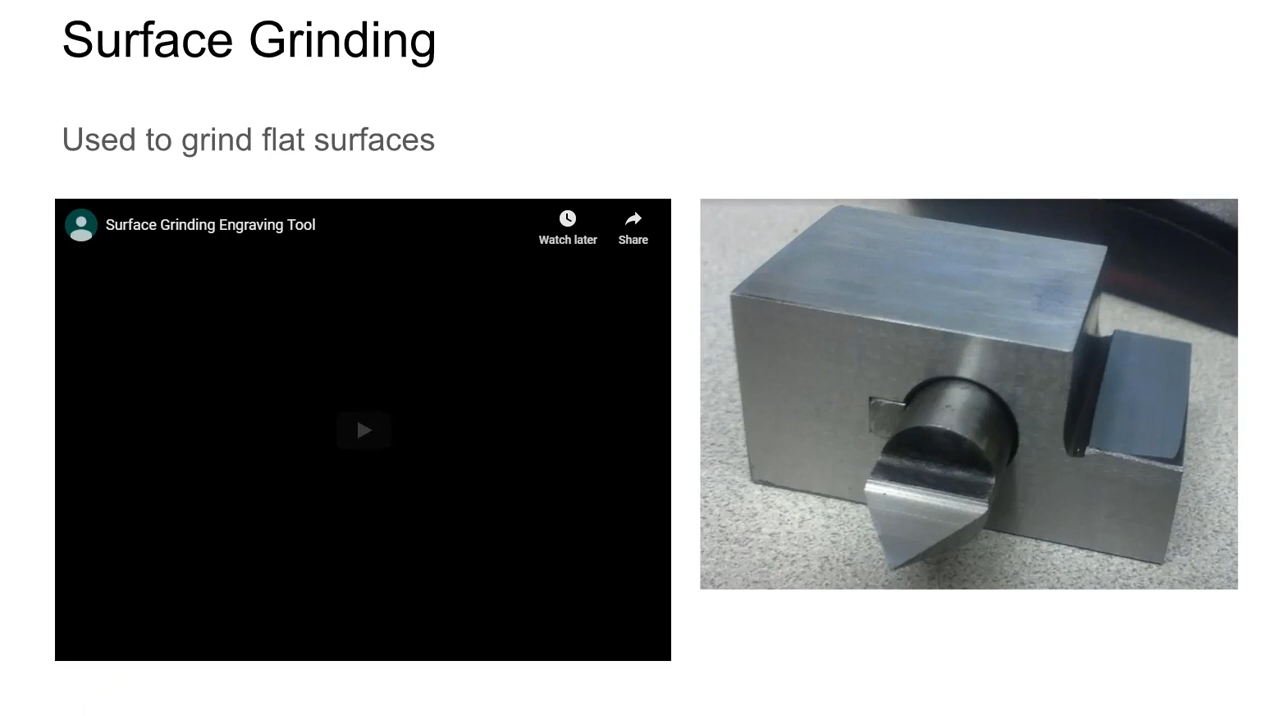 Surface Grinding
Used to grind flat surfaces
Surface Grinding Engraving Tool
Watch later
Share